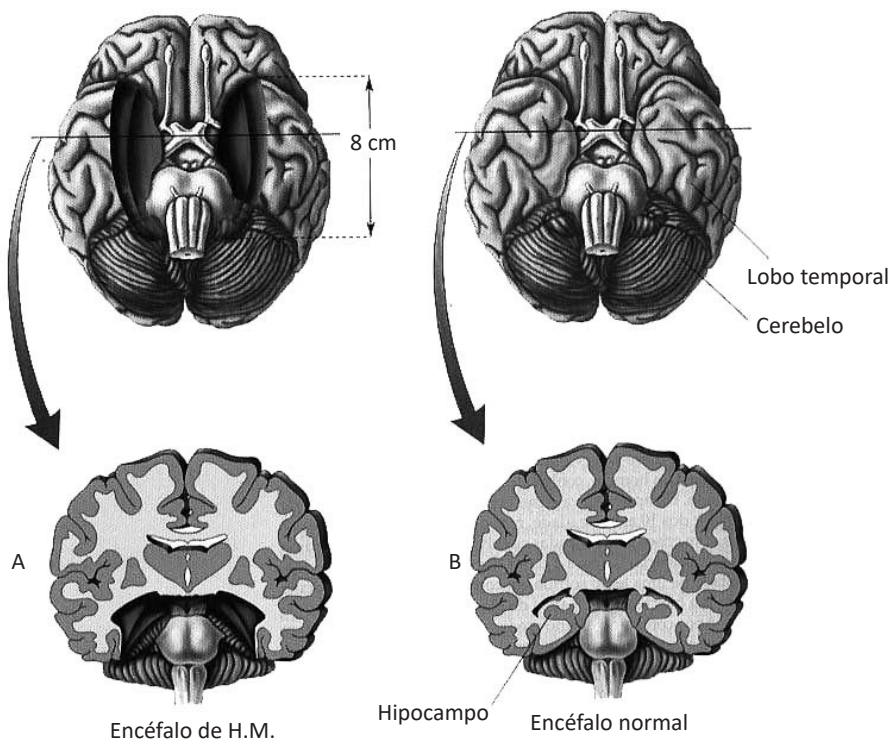 8 cm
Lobo temporal
Cerebelo
A
B
Hipocampo
Encéfalo de H.M.
Encéfalo normal